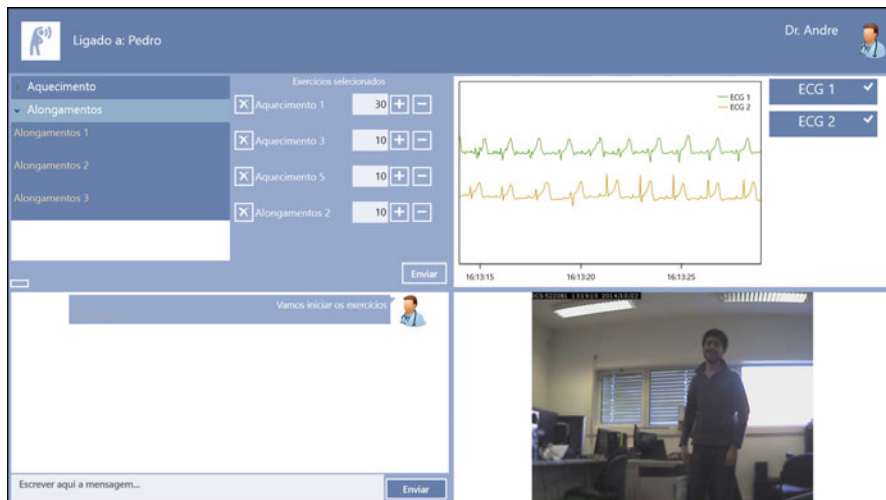 Ligado a: Pedro
Dr. Andre
Aquecimento
Alongamentos
Alongamentos 1
Alongamentos 2
Alongamentos 3
Exercícios selecionados
Aquecimento 1 30 + −
Aquecimento 3 10 + −
Aquecimento 5 10 + −
Alongamentos 2 10 + −
Enviar
ECG 1
ECG 2
16:13:15 16:13:20 16:13:25
ECG 1
ECG 2
Vamos iniciar os exercícios
Escrever aqui a mensagem...
Enviar